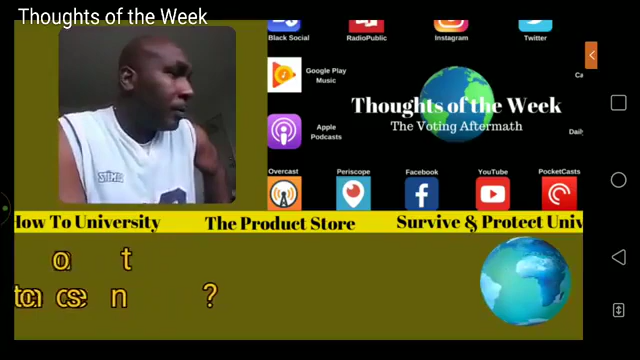 Thoughts of the Week
Black Social
RadioPublic
Instagram
Twitter
Google Play
Music
Thoughts of the Week
The Voting Aftermath
Apple
Podcasts
Overcast
Periscope
Facebook
YouTube
PocketCasts
How To University
The Product Store
Survive & Protect Univ